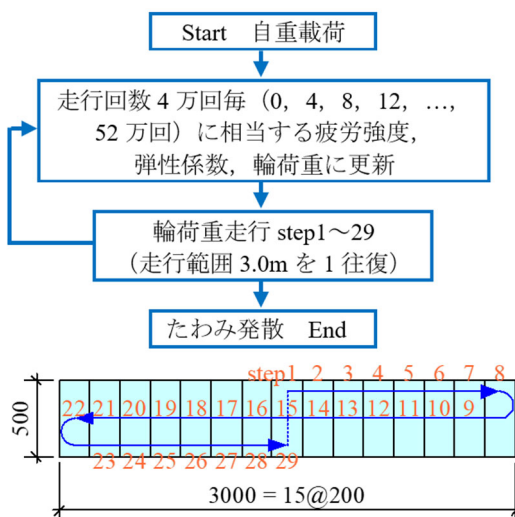 Start　自重載荷
走行回数 4 万回毎（0，4，8，12，…，
52 万回）に相当する疲労強度，
弾性係数，輪荷重に更新
輪荷重走行 step1～29
（走行範囲 3.0m を 1 往復）
たわみ発散　End
step1 2 3 4 5 6 7 8
22 21 20 19 18 17 16 15 14 13 12 11 10 9
23 24 25 26 27 28 29
500
3000 = 15@200